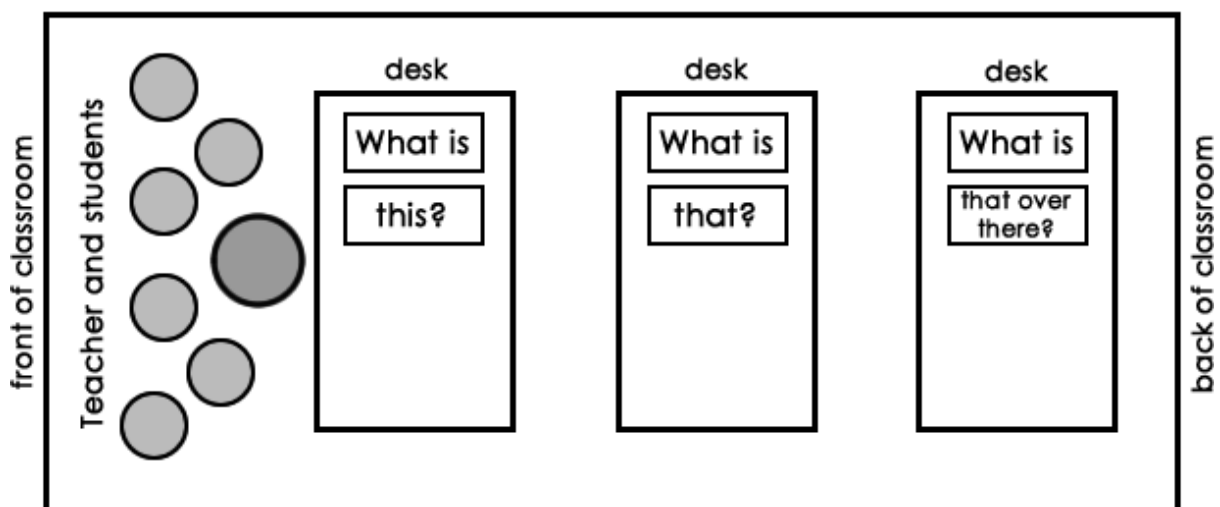 front of classroom
Teacher and students
desk
What is
this?
desk
What is
that?
desk
What is
that over
there?
back of classroom